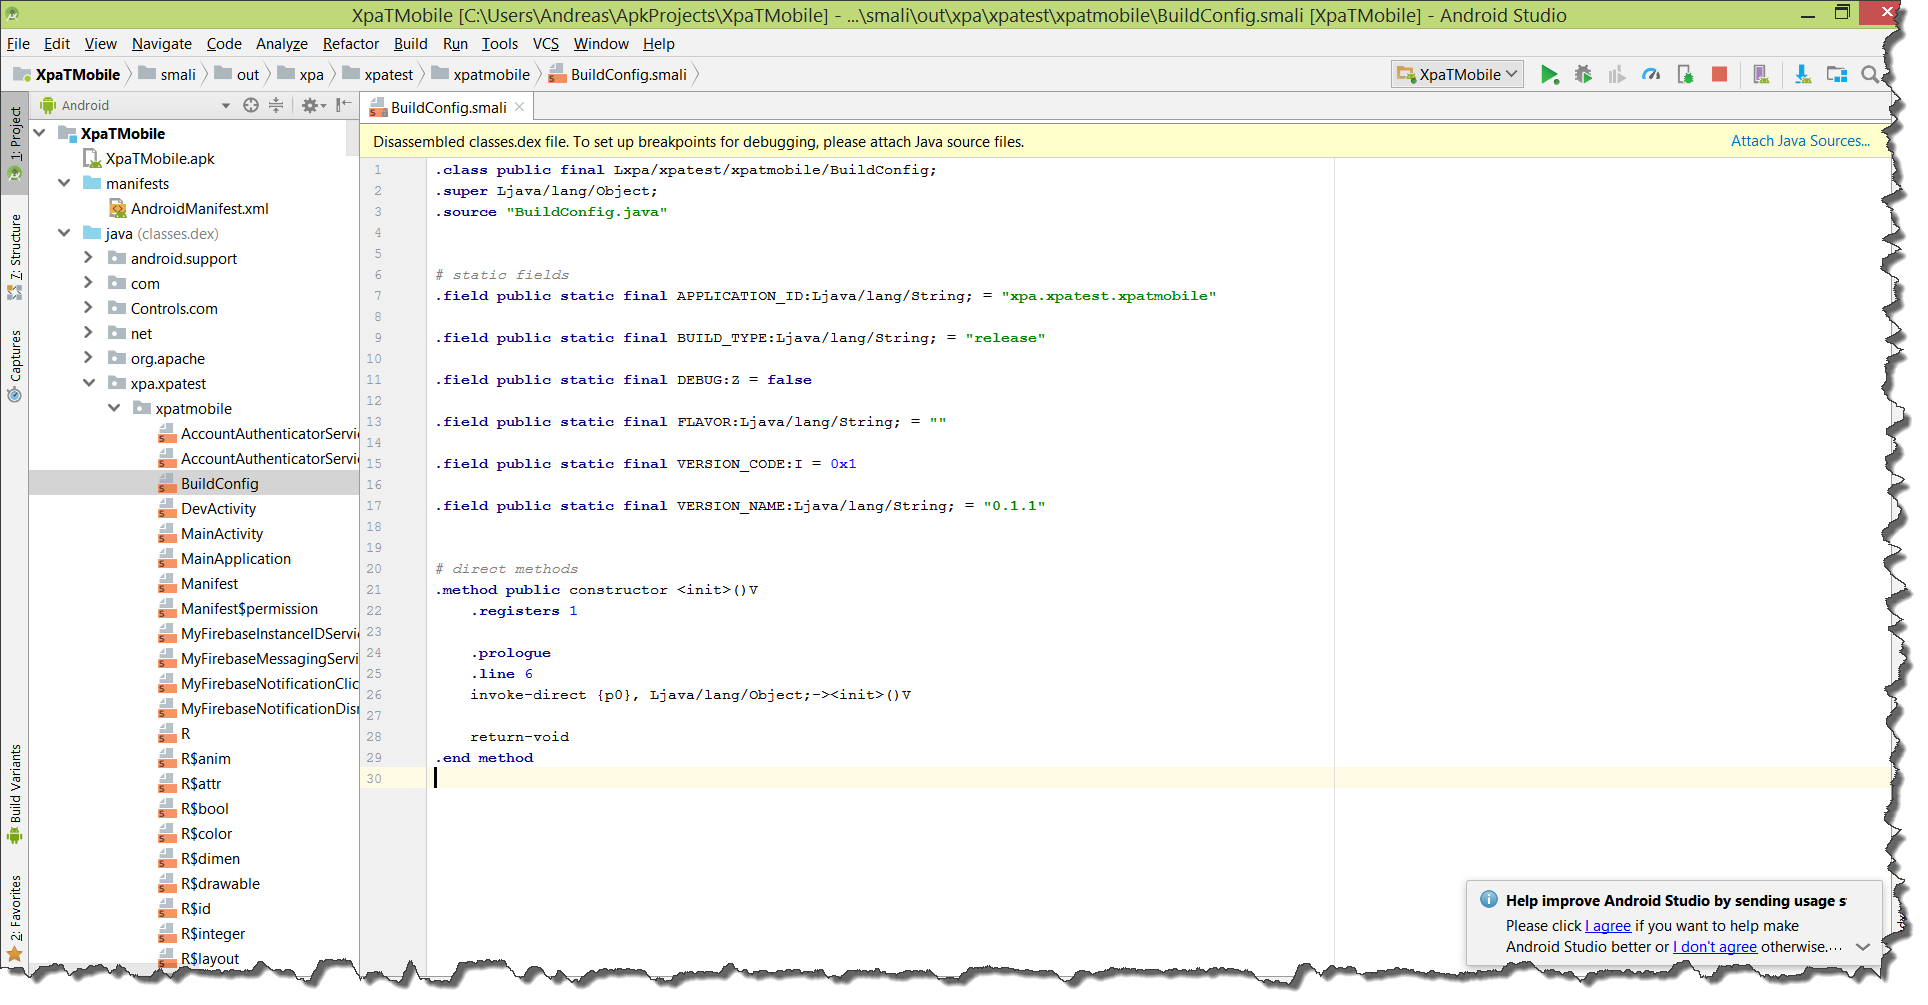 XpaTMobile [C:\Users\Andreas\ApkProjects\XpaTMobile] - ...\smali\out\xpa\xpatest\xpatmobile\BuildConfig.smali [XpaTMobile] - Android Studio
File Edit View Navigate Code Analyze Refactor Build Run Tools VCS Window Help
XpaTMobile smali out xpa xpatest xpatmobile BuildConfig.smali XpaTMobile
1: Project
7: Structure
Captures
Build Variants
2: Favorites
Android
XpaTMobile
XpaTMobile.apk
manifests
AndroidManifest.xml
java (classes.dex)
android.support
com
Controls.com
net
org.apache
xpa.xpatest
xpatmobile
AccountAuthenticatorServi
AccountAuthenticatorServi
BuildConfig
DevActivity
MainActivity
MainApplication
Manifest
Manifest$permission
MyFirebaseInstanceIDServi
MyFirebaseMessagingServi
MyFirebaseNotificationClic
MyFirebaseNotificationDisr
R
R$anim
R$attr
R$bool
R$color
R$dimen
R$drawable
R$id
R$integer
R$layout
BuildConfig.smali
Disassembled classes.dex file. To set up breakpoints for debugging, please attach Java source files. Attach Java Sources...
1 .class public final Lxpa/xpatest/xpatmobile/BuildConfig;
2 .super Ljava/lang/Object;
3 .source "BuildConfig.java"
4
5
6 # static fields
7 .field public static final APPLICATION_ID:Ljava/lang/String; = "xpa.xpatest.xpatmobile"
8
9 .field public static final BUILD_TYPE:Ljava/lang/String; = "release"
10
11 .field public static final DEBUG:Z = false
12
13 .field public static final FLAVOR:Ljava/lang/String; = ""
14
15 .field public static final VERSION_CODE:I = 0x1
16
17 .field public static final VERSION_NAME:Ljava/lang/String; = "0.1.1"
18
19
20 # direct methods
21 .method public constructor <init>()V
22 .registers 1
23
24 .prologue
25 .line 6
26 invoke-direct {p0}, Ljava/lang/Object;-><init>()V
27
28 return-void
29 .end method
30
Help improve Android Studio by sending usage s
Please click I agree if you want to help make
Android Studio better or I don't agree otherwise....